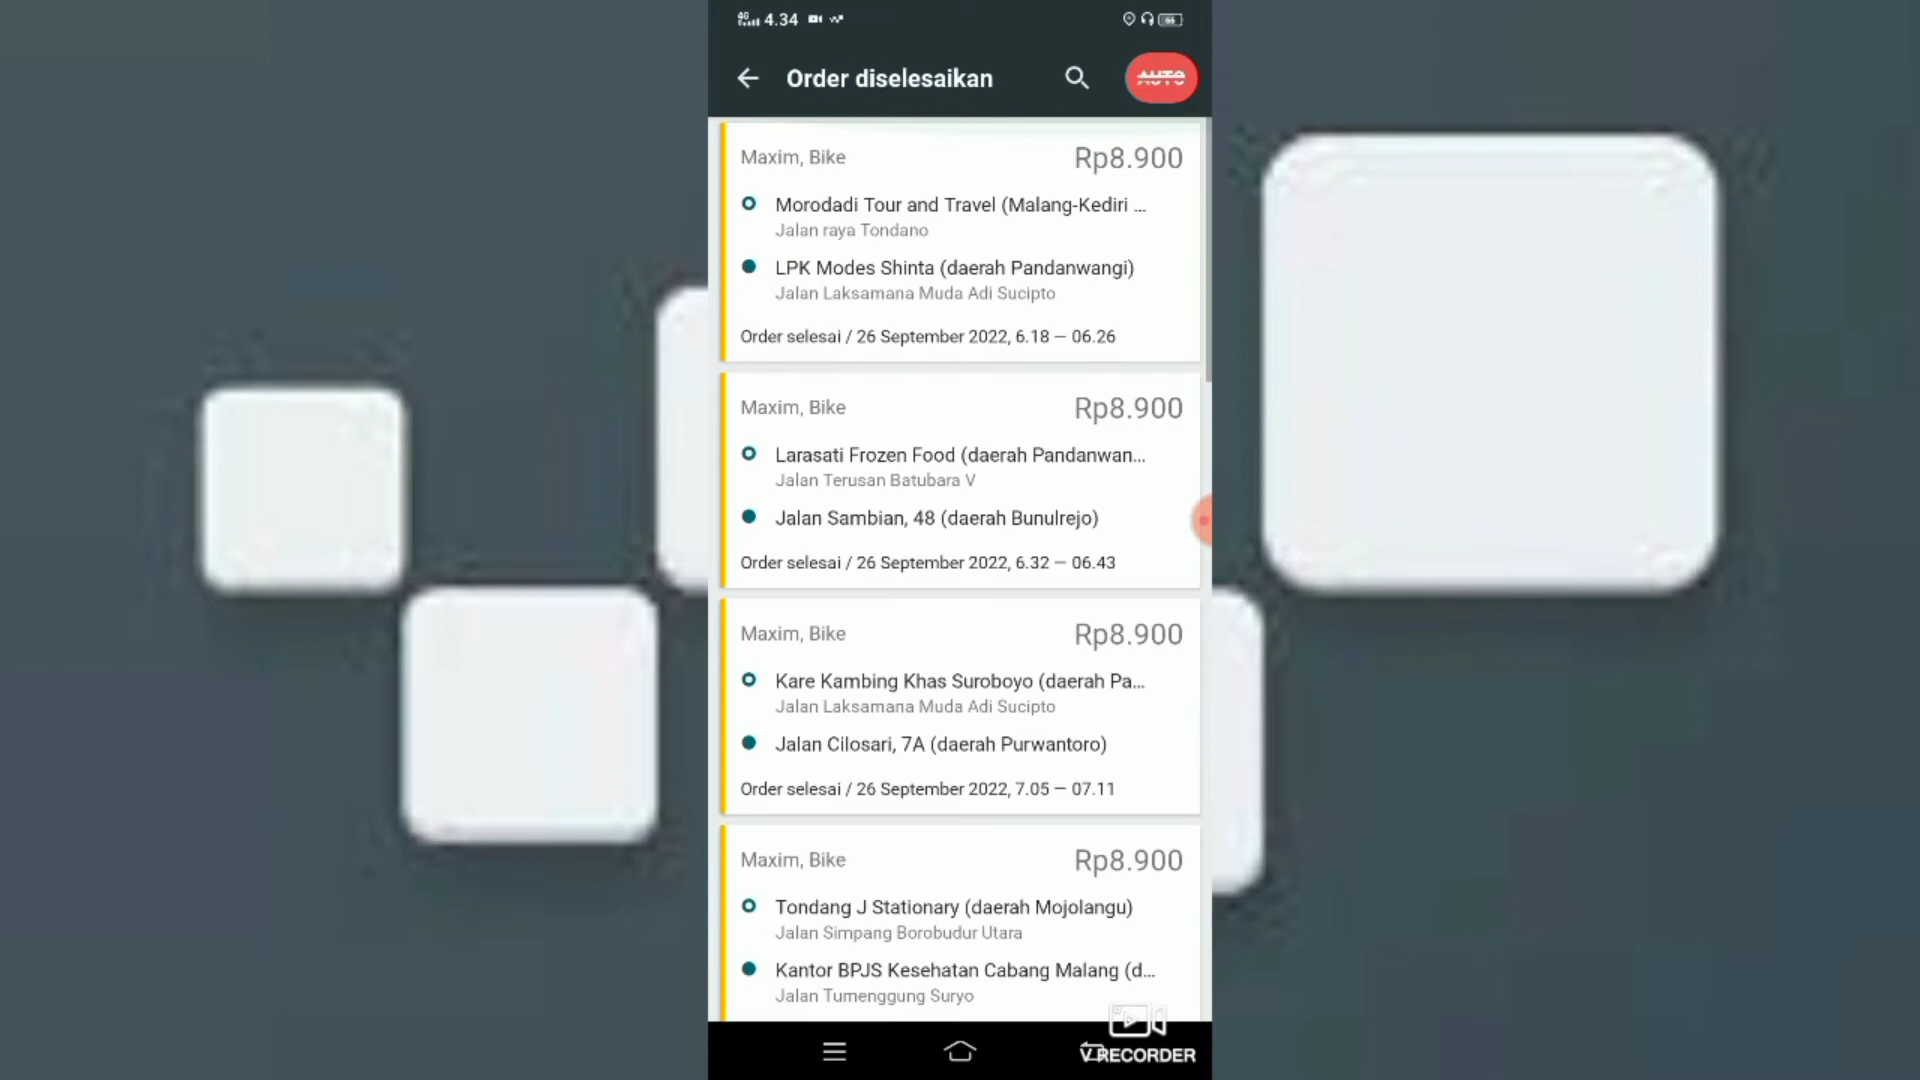 4G 4.34 66
Order diselesaikan AUTO
Maxim, Bike Rp8.900
Morodadi Tour and Travel (Malang-Kediri ...
Jalan raya Tondano
LPK Modes Shinta (daerah Pandanwangi)
Jalan Laksamana Muda Adi Sucipto
Order selesai / 26 September 2022, 6.18 — 06.26
Maxim, Bike Rp8.900
Larasati Frozen Food (daerah Pandanwan...
Jalan Terusan Batubara V
Jalan Sambian, 48 (daerah Bunulrejo)
Order selesai / 26 September 2022, 6.32 — 06.43
Maxim, Bike Rp8.900
Kare Kambing Khas Suroboyo (daerah Pa...
Jalan Laksamana Muda Adi Sucipto
Jalan Cilosari, 7A (daerah Purwantoro)
Order selesai / 26 September 2022, 7.05 — 07.11
Maxim, Bike Rp8.900
Tondang J Stationary (daerah Mojolangu)
Jalan Simpang Borobudur Utara
Kantor BPJS Kesehatan Cabang Malang (d...
Jalan Tumenggung Suryo
V RECORDER